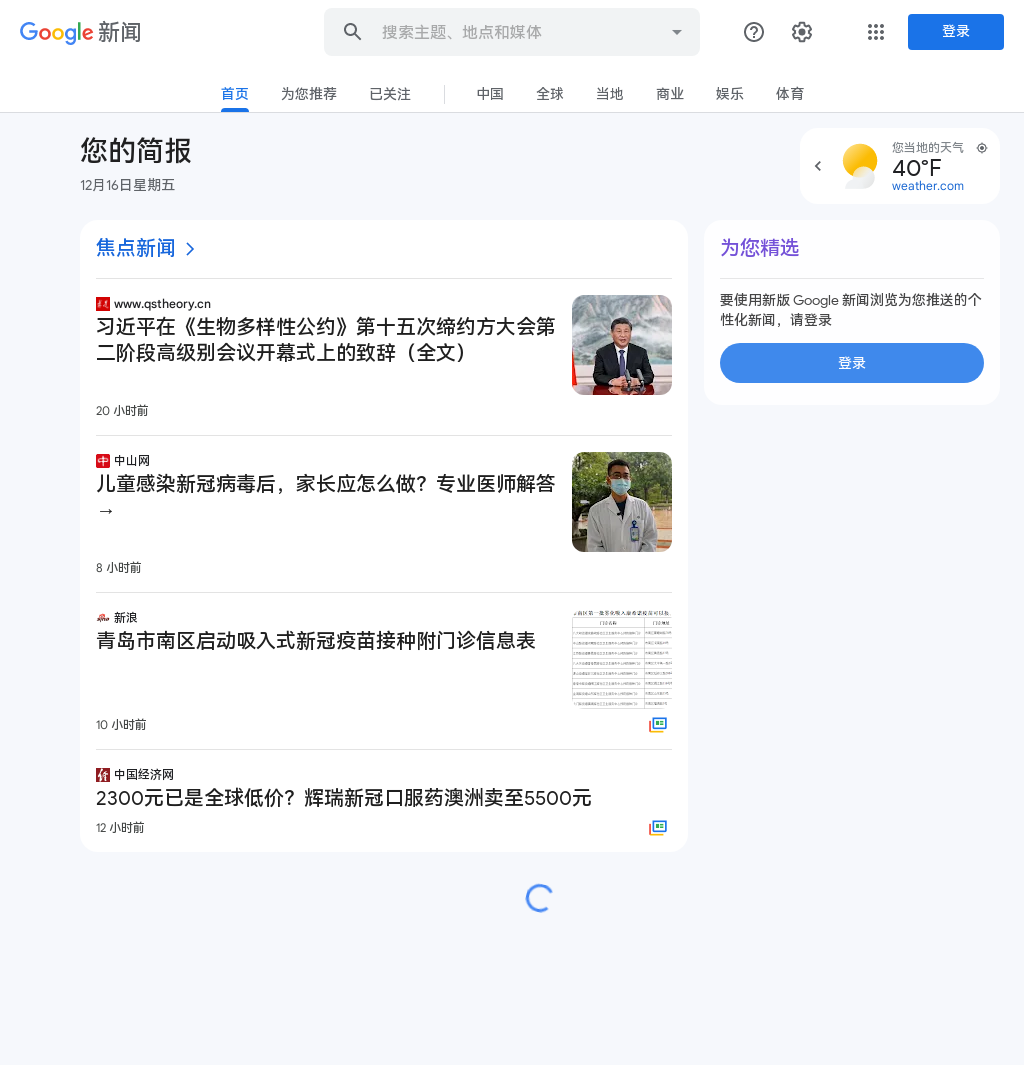 Google 新闻
搜索主题、地点和媒体
登录
首页 为您推荐 已关注 中国 全球 当地 商业 娱乐 体育
您的简报
12月16日星期五
您当地的天气
40°F
weather.com
焦点新闻
www.qstheory.cn
习近平在《生物多样性公约》第十五次缔约方大会第
二阶段高级别会议开幕式上的致辞（全文）
20 小时前
中山网
儿童感染新冠病毒后，家长应怎么做？专业医师解答
→
8 小时前
新浪
青岛市南区启动吸入式新冠疫苗接种附门诊信息表
10 小时前
中国经济网
2300元已是全球低价？辉瑞新冠口服药澳洲卖至5500元
12 小时前
为您精选
要使用新版 Google 新闻浏览为您推送的个
性化新闻，请登录
登录